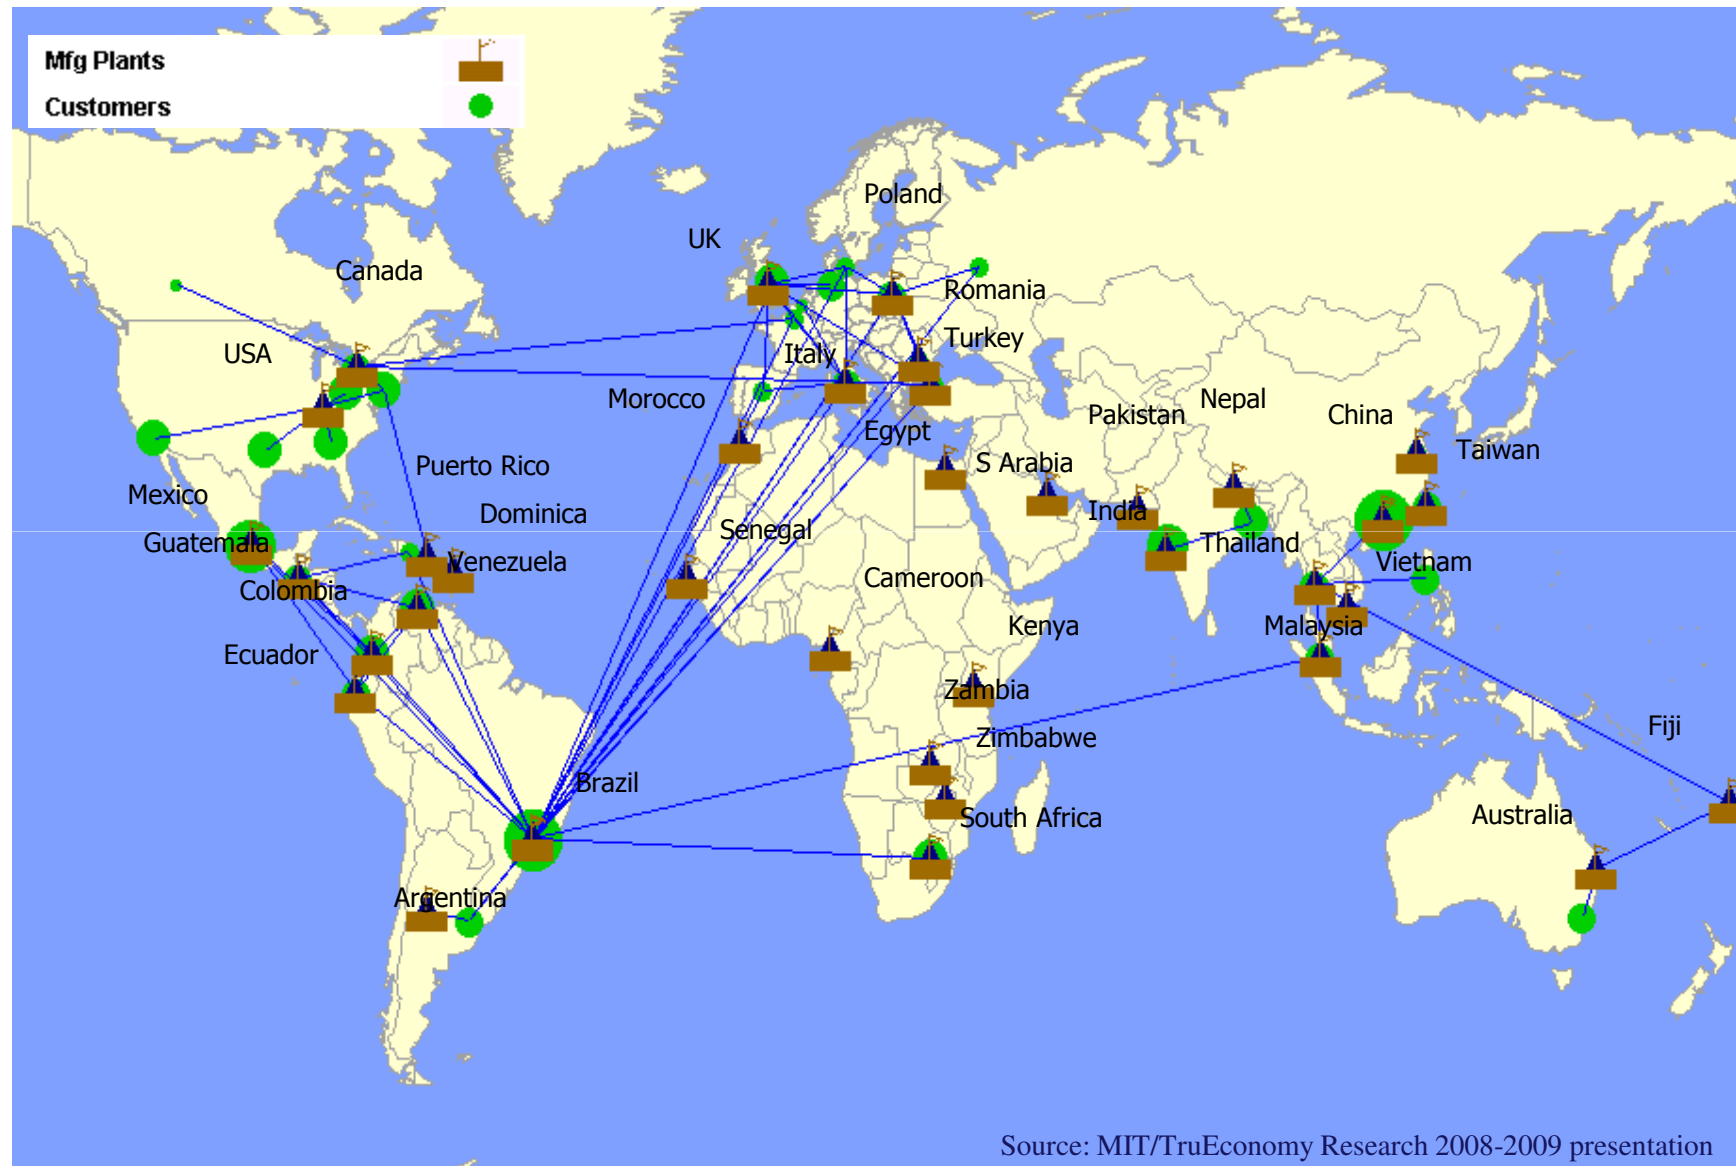 Mfg Plants
Customers
Poland
UK
Canada
Romania
Turkey
USA
Italy
Morocco
Nepal
Pakistan
China
Egypt
Taiwan
S Arabia
Puerto Rico
Mexico
Dominica
India
Senegal
Guatemala
Thailand
Venezuela
Vietnam
Cameroon
Colombia
Kenya
Malaysia
Ecuador
Zambia
Fiji
Zimbabwe
Brazil
Australia
South Africa
Argentina
Source: MIT/TruEconomy Research 2008-2009 presentation